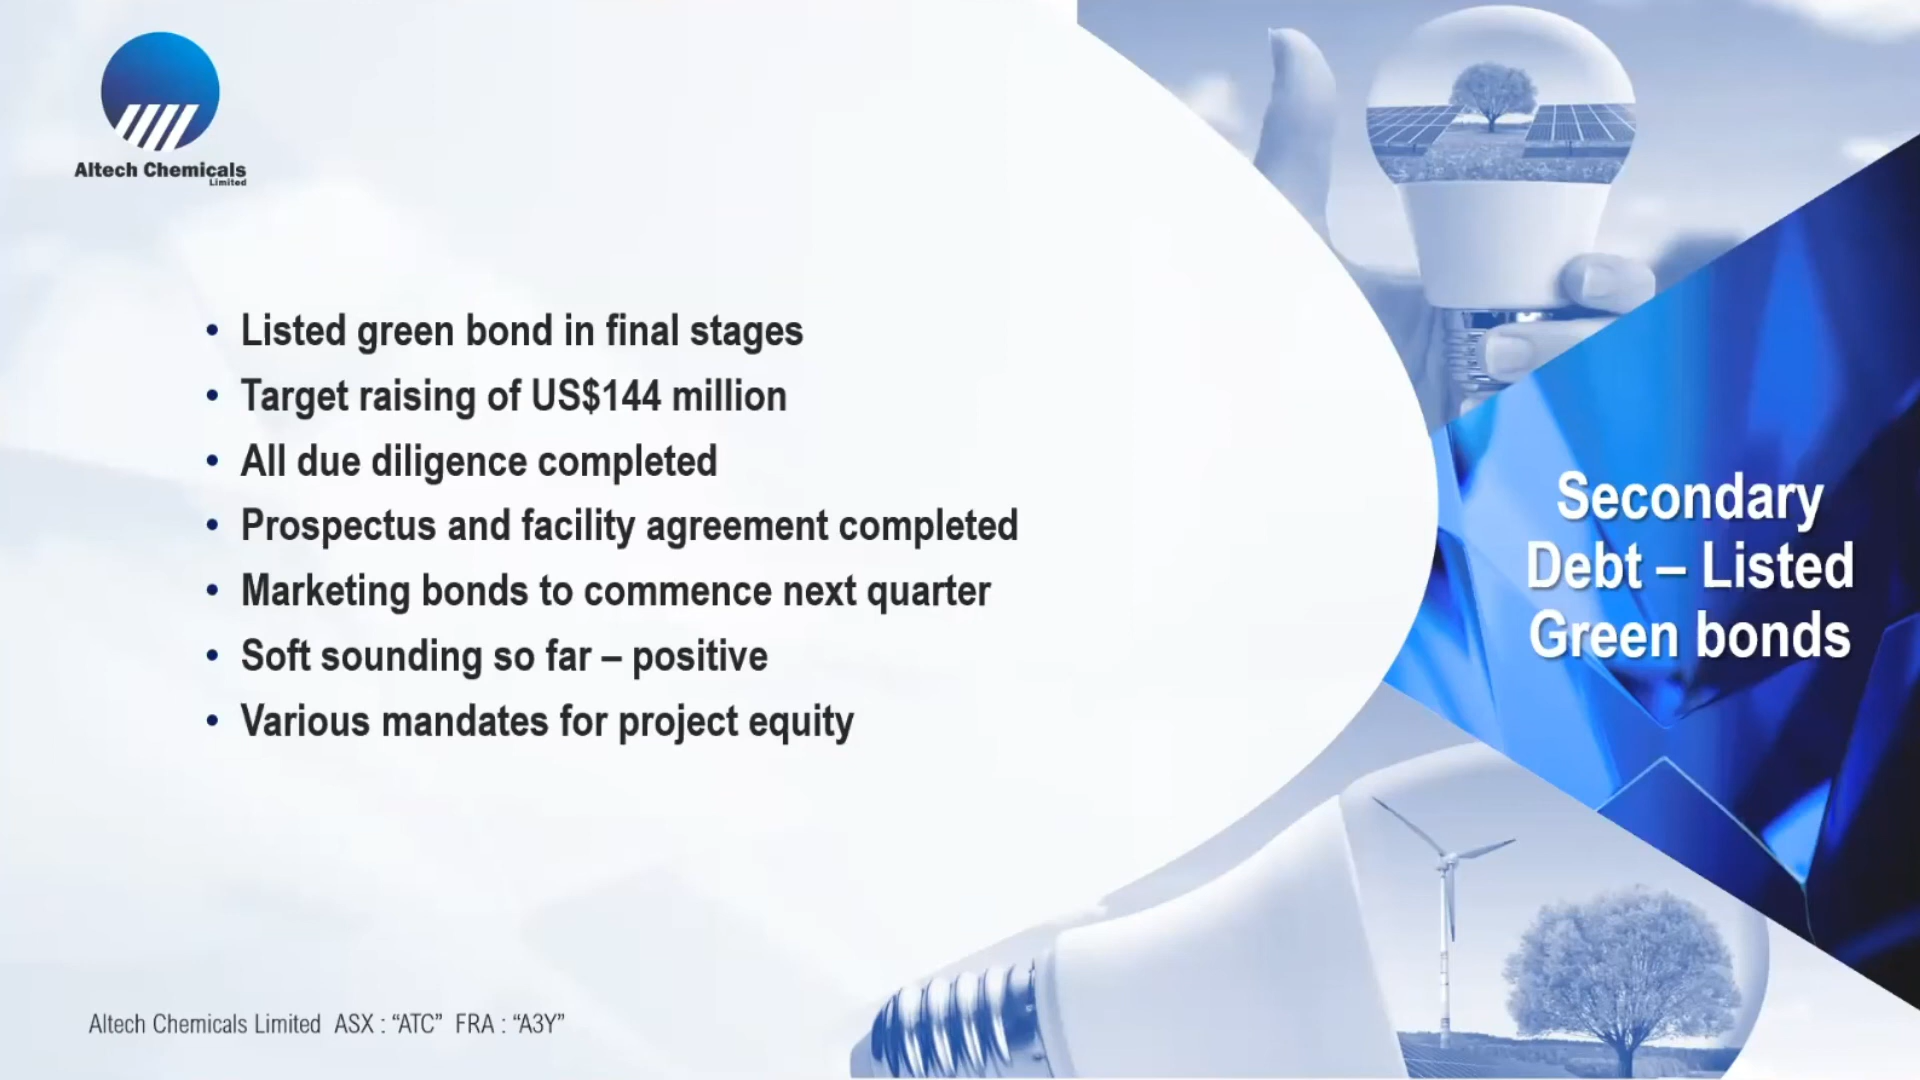 Altech Chemicals
Limited
• Listed green bond in final stages
• Target raising of US$144 million
• All due diligence completed
• Prospectus and facility agreement completed
• Marketing bonds to commence next quarter
• Soft sounding so far – positive
• Various mandates for project equity
Secondary
Debt – Listed
Green bonds
Altech Chemicals Limited ASX : “ATC” FRA : “A3Y”